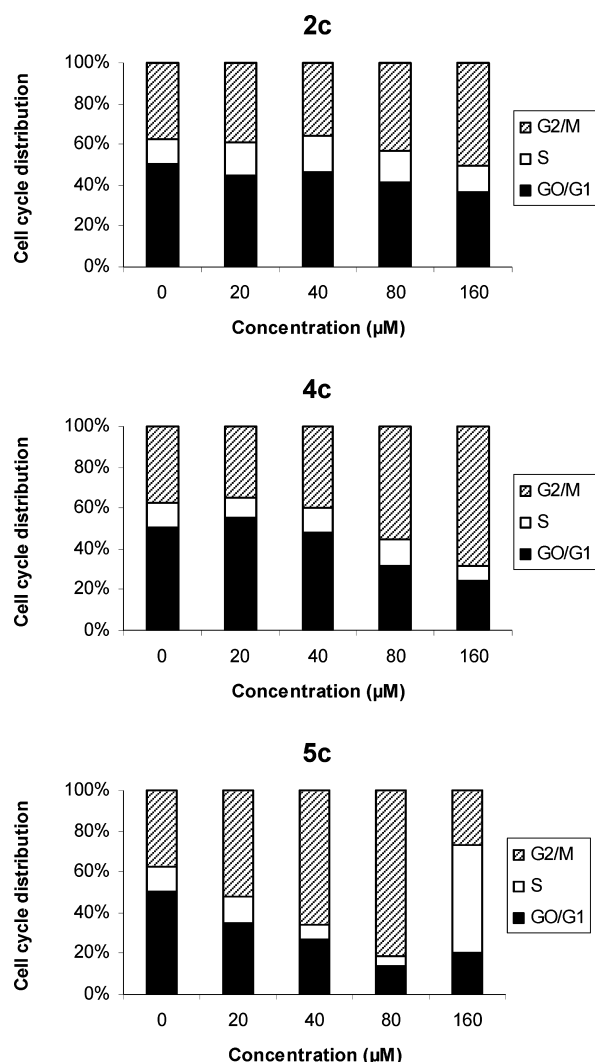 2c
Cell cycle distribution
100%
80%
60%
40%
20%
0%
0 20 40 80 160
Concentration (µM)
G2/M
S
GO/G1
4c
Cell cycle distribution
100%
80%
60%
40%
20%
0%
0 20 40 80 160
Concentration (µM)
G2/M
S
GO/G1
5c
Cell cycle distribution
100%
80%
60%
40%
20%
0%
0 20 40 80 160
Concentration (µM)
G2/M
S
GO/G1